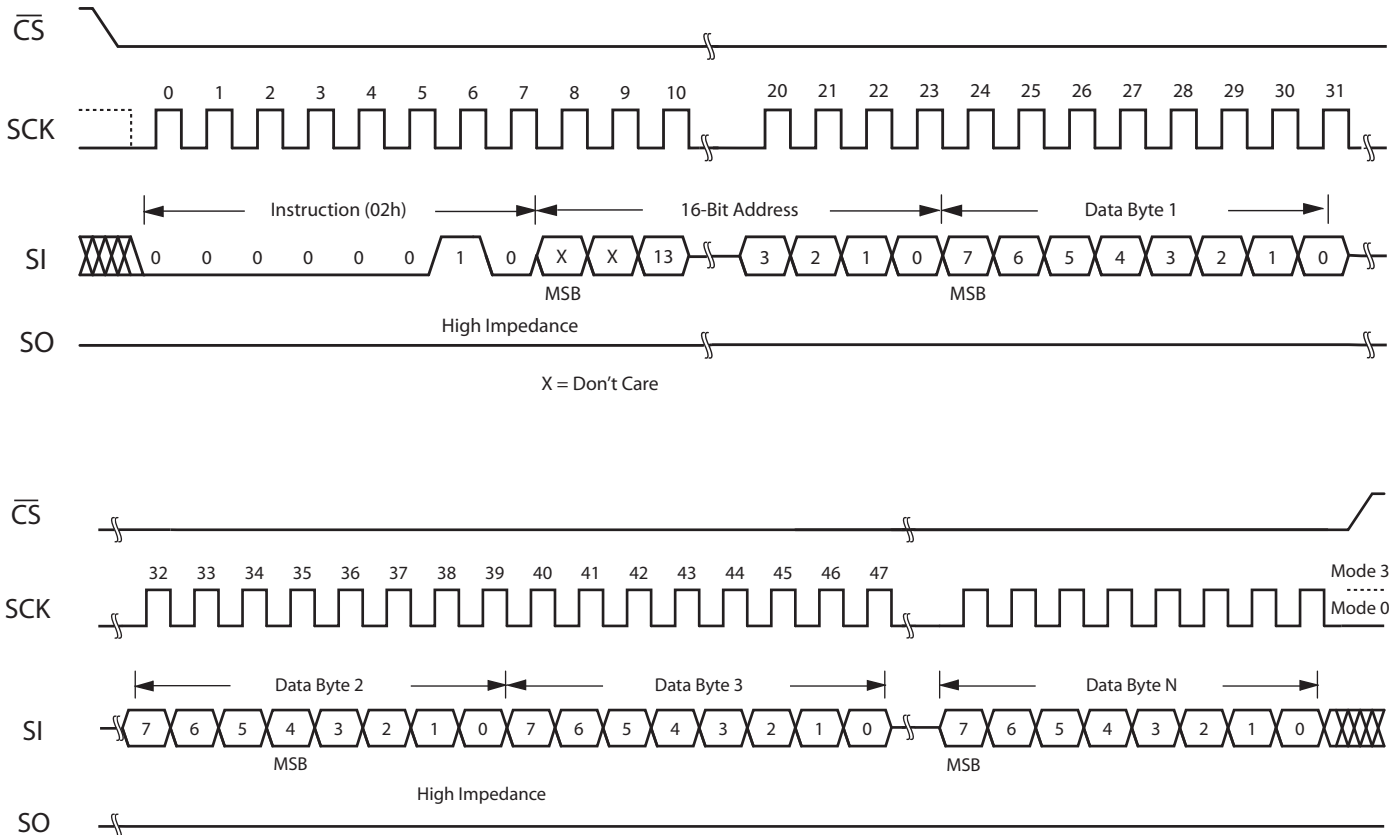 CS
0 1 2 3 4 5 6 7 8 9 10 20 21 22 23 24 25 26 27 28 29 30 31
SCK
Instruction (02h) 16-Bit Address Data Byte 1
SI 0 0 0 0 0 0 1 0 X X 13 3 2 1 0 7 6 5 4 3 2 1 0
MSB MSB
High Impedance
SO
X = Don't Care
CS
32 33 34 35 36 37 38 39 40 41 42 43 44 45 46 47 Mode 3
SCK Mode 0
Data Byte 2 Data Byte 3 Data Byte N
SI 7 6 5 4 3 2 1 0 7 6 5 4 3 2 1 0 7 6 5 4 3 2 1 0
MSB MSB
High Impedance
SO